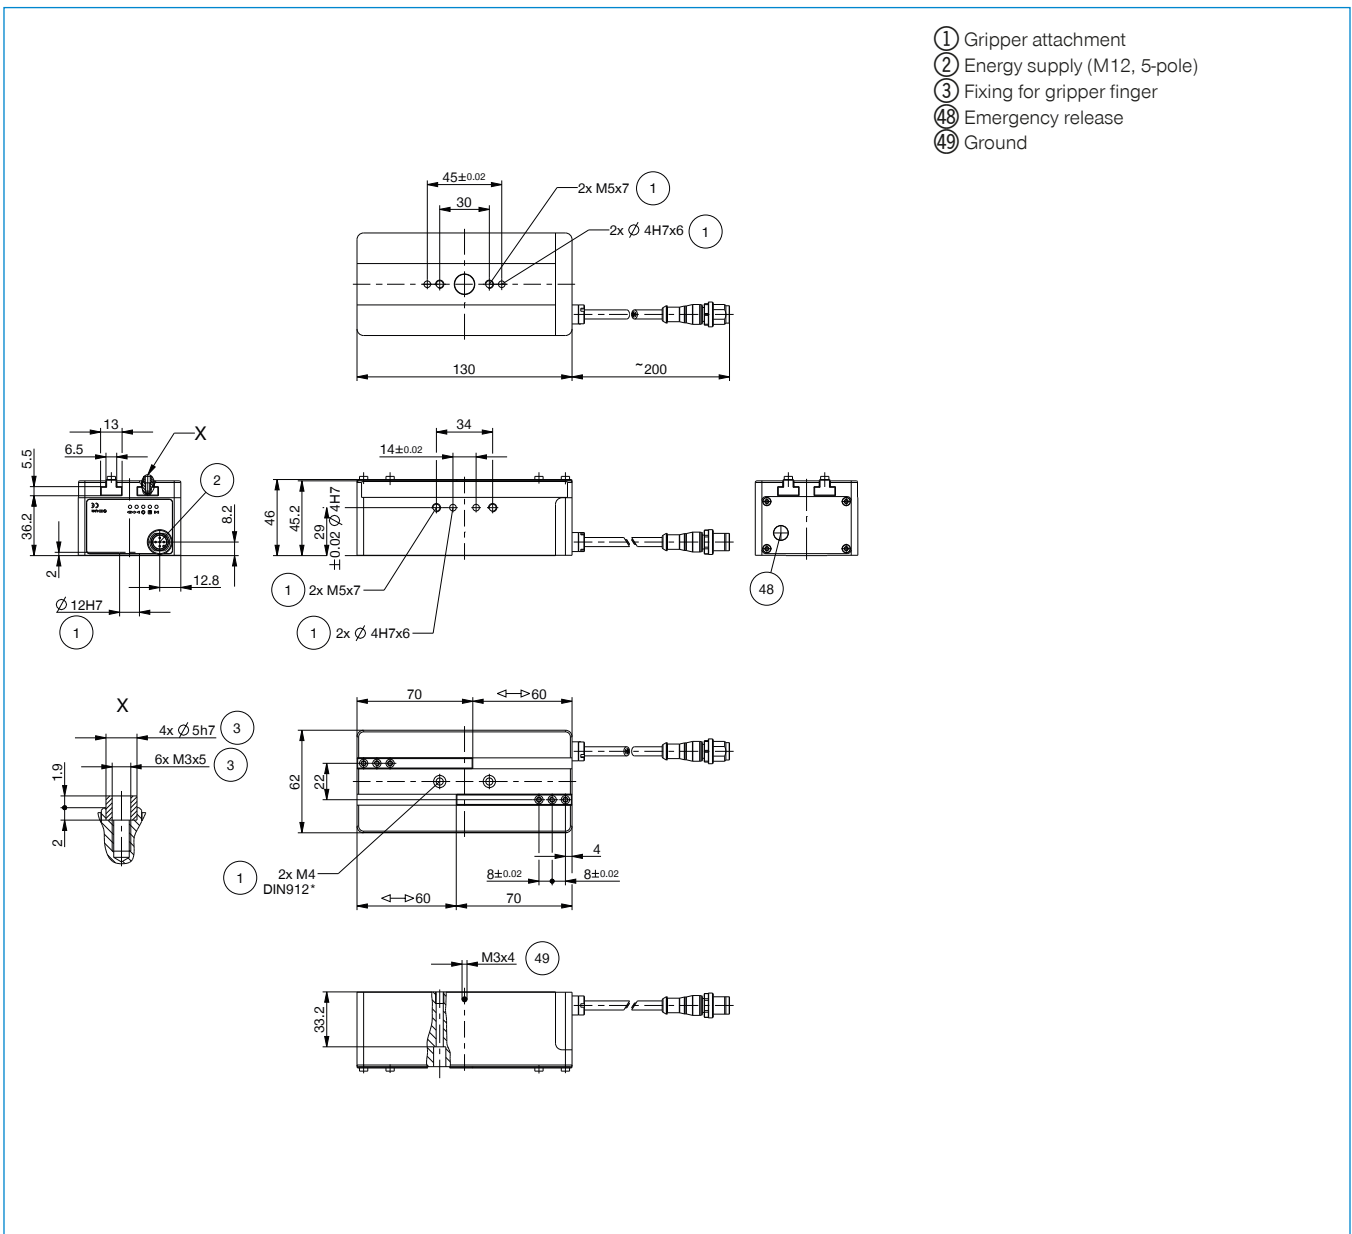 1 Gripper attachment
2 Energy supply (M12, 5-pole)
3 Fixing for gripper finger
48 Emergency release
49 Ground
45±0.02
30
2x M5x7 1
2x Ø 4H7x6 1
130
~200
13
6.5
5.5
36.2
2
X
2
8.2
12.8
Ø 12H7
1
34
14±0.02
46
45.2
29
±0.02 Ø 4H7
1 2x M5x7
1 2x Ø 4H7x6
48
X
4x Ø 5h7 3
6x M3x5 3
1.9
2
70
60
62
22
4
8±0.02
8±0.02
1 2x M4
DIN912*
60
70
M3x4 49
33.2